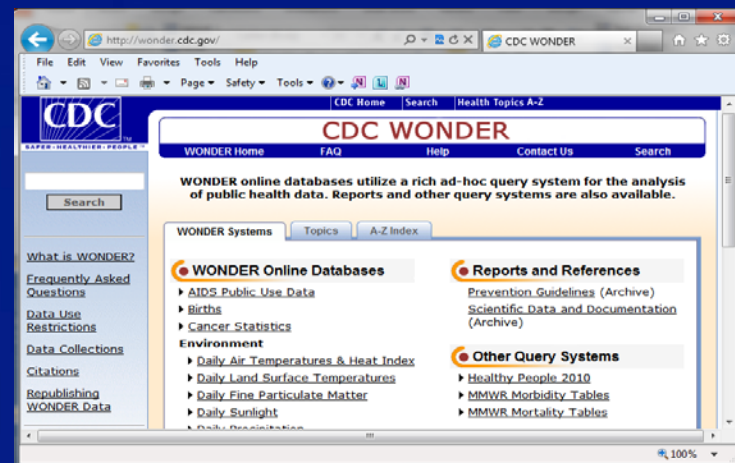 http://wonder.cdc.gov/
CDC WONDER
File Edit View Favorites Tools Help
Page Safety Tools
CDC Home Search Health Topics A-Z
CDC
TM
SAFER·HEALTHIER·PEOPLE™
CDC WONDER
WONDER Home FAQ Help Contact Us Search
Search
WONDER online databases utilize a rich ad-hoc query system for the analysis
of public health data. Reports and other query systems are also available.
WONDER Systems Topics A-Z Index
What is WONDER?
Frequently Asked
Questions
Data Use
Restrictions
Data Collections
Citations
Republishing
WONDER Data
WONDER Online Databases
AIDS Public Use Data
Births
Cancer Statistics
Environment
Daily Air Temperatures & Heat Index
Daily Land Surface Temperatures
Daily Fine Particulate Matter
Daily Sunlight
Daily Precipitation
Reports and References
Prevention Guidelines (Archive)
Scientific Data and Documentation
(Archive)
Other Query Systems
Healthy People 2010
MMWR Morbidity Tables
MMWR Mortality Tables
100%